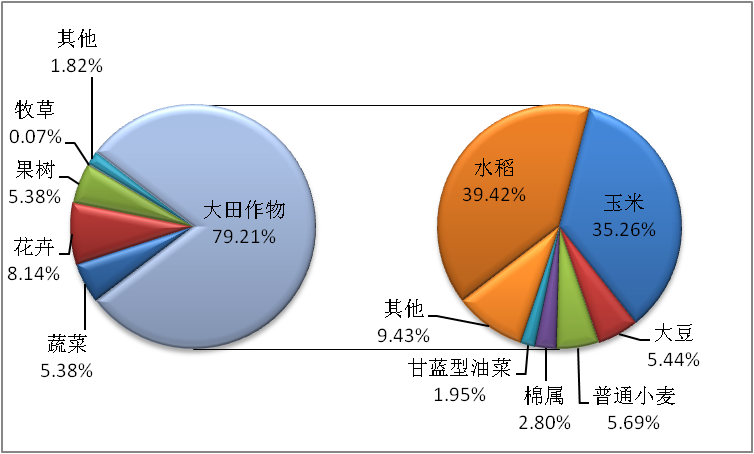 其他
1.82%
牧草
0.07%
果树
5.38%
花卉
8.14%
蔬菜
5.38%
大田作物
79.21%
水稻
39.42%
玉米
35.26%
大豆
5.44%
普通小麦
5.69%
棉属
2.80%
甘蓝型油菜
1.95%
其他
9.43%